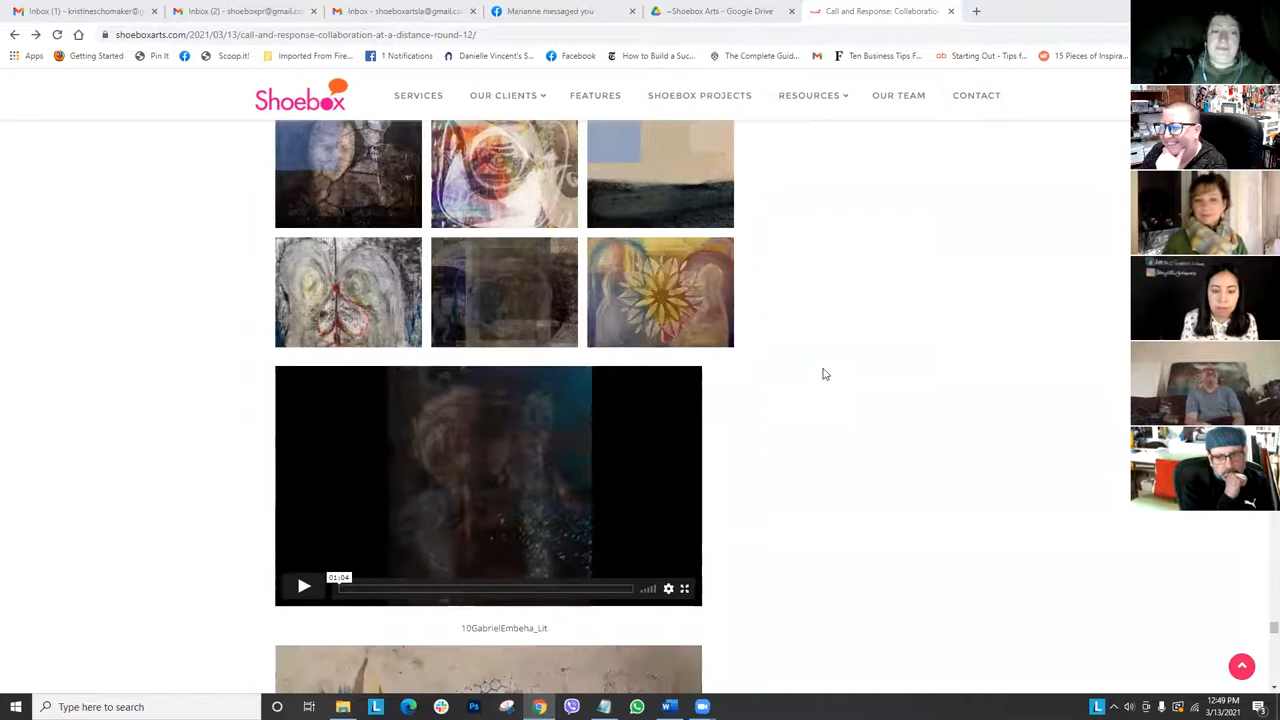 Inbox (1) - kristineschomaker@g
Inbox (2) - shoeboxpr@gmail.co
Inbox - shoeboxartsla@gmail.co
Marianne messaged you
~Shoebox Arts - Google Drive
Call and Response: Collaboratio
shoeboxarts.com/2021/03/13/call-and-response-collaboration-at-a-distance-round-12/
Apps
Getting Started
Pin It
Scoop.it!
Imported From Fire...
1 Notifications
Danielle Vincent's S...
Facebook
How to Build a Suc...
The Complete Guid...
Ten Business Tips F...
Starting Out - Tips f...
15 Pieces of Inspirin...
Shoebox
SERVICES
OUR CLIENTS
FEATURES
SHOEBOX PROJECTS
RESOURCES
OUR TEAM
CONTACT
01:04
10GabrielEmbeha_Lit
Type here to search
12:49 PM
3/13/2021